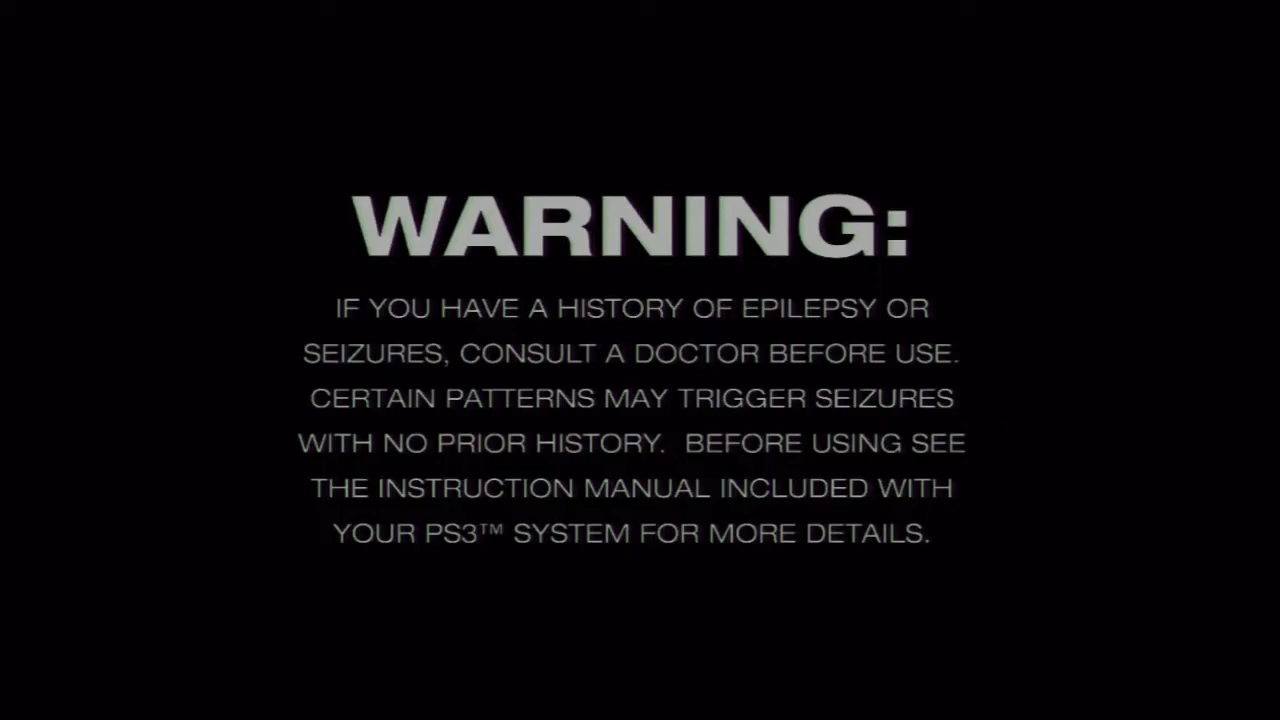 WARNING:
IF YOU HAVE A HISTORY OF EPILEPSY OR
SEIZURES, CONSULT A DOCTOR BEFORE USE.
CERTAIN PATTERNS MAY TRIGGER SEIZURES
WITH NO PRIOR HISTORY.  BEFORE USING SEE
THE INSTRUCTION MANUAL INCLUDED WITH
YOUR PS3™ SYSTEM FOR MORE DETAILS.